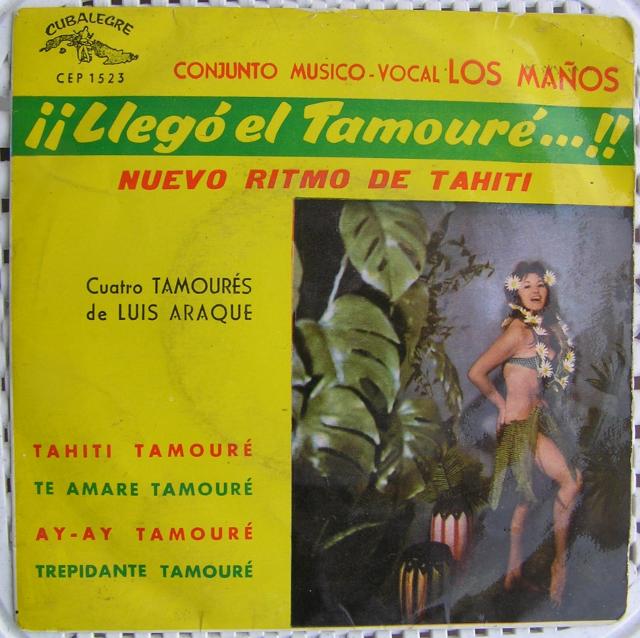 CUBALEGRE
CEP 1523
CONJUNTO MUSICO-VOCAL LOS MAÑOS
¡¡Llegó el Tamouré...!!
NUEVO RITMO DE TAHITI
Cuatro TAMOURÉS
de LUIS ARAQUE
TAHITI TAMOURÉ
TE AMARE TAMOURÉ
AY-AY TAMOURÉ
TREPIDANTE TAMOURÉ